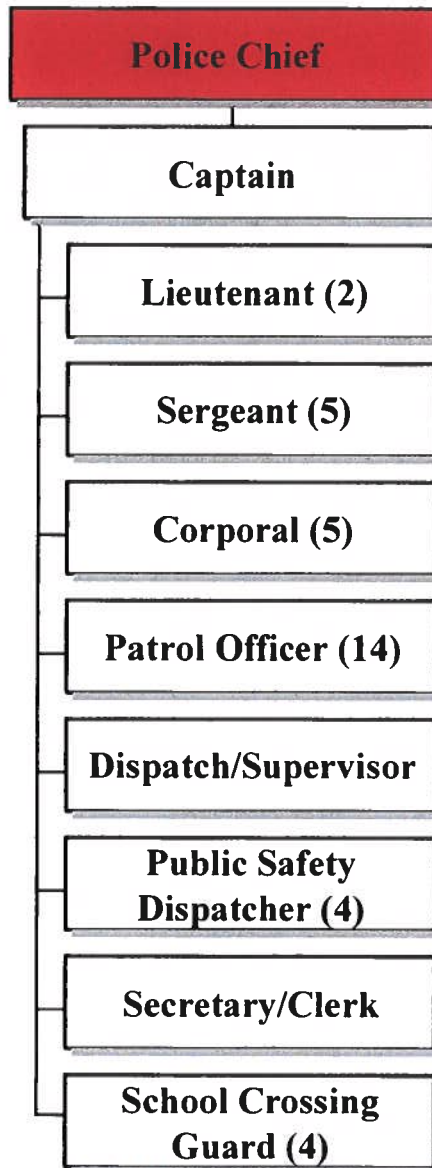 Police Chief
Captain
Lieutenant (2)
Sergeant (5)
Corporal (5)
Patrol Officer (14)
Dispatch/Supervisor
Public Safety
Dispatcher (4)
Secretary/Clerk
School Crossing
Guard (4)